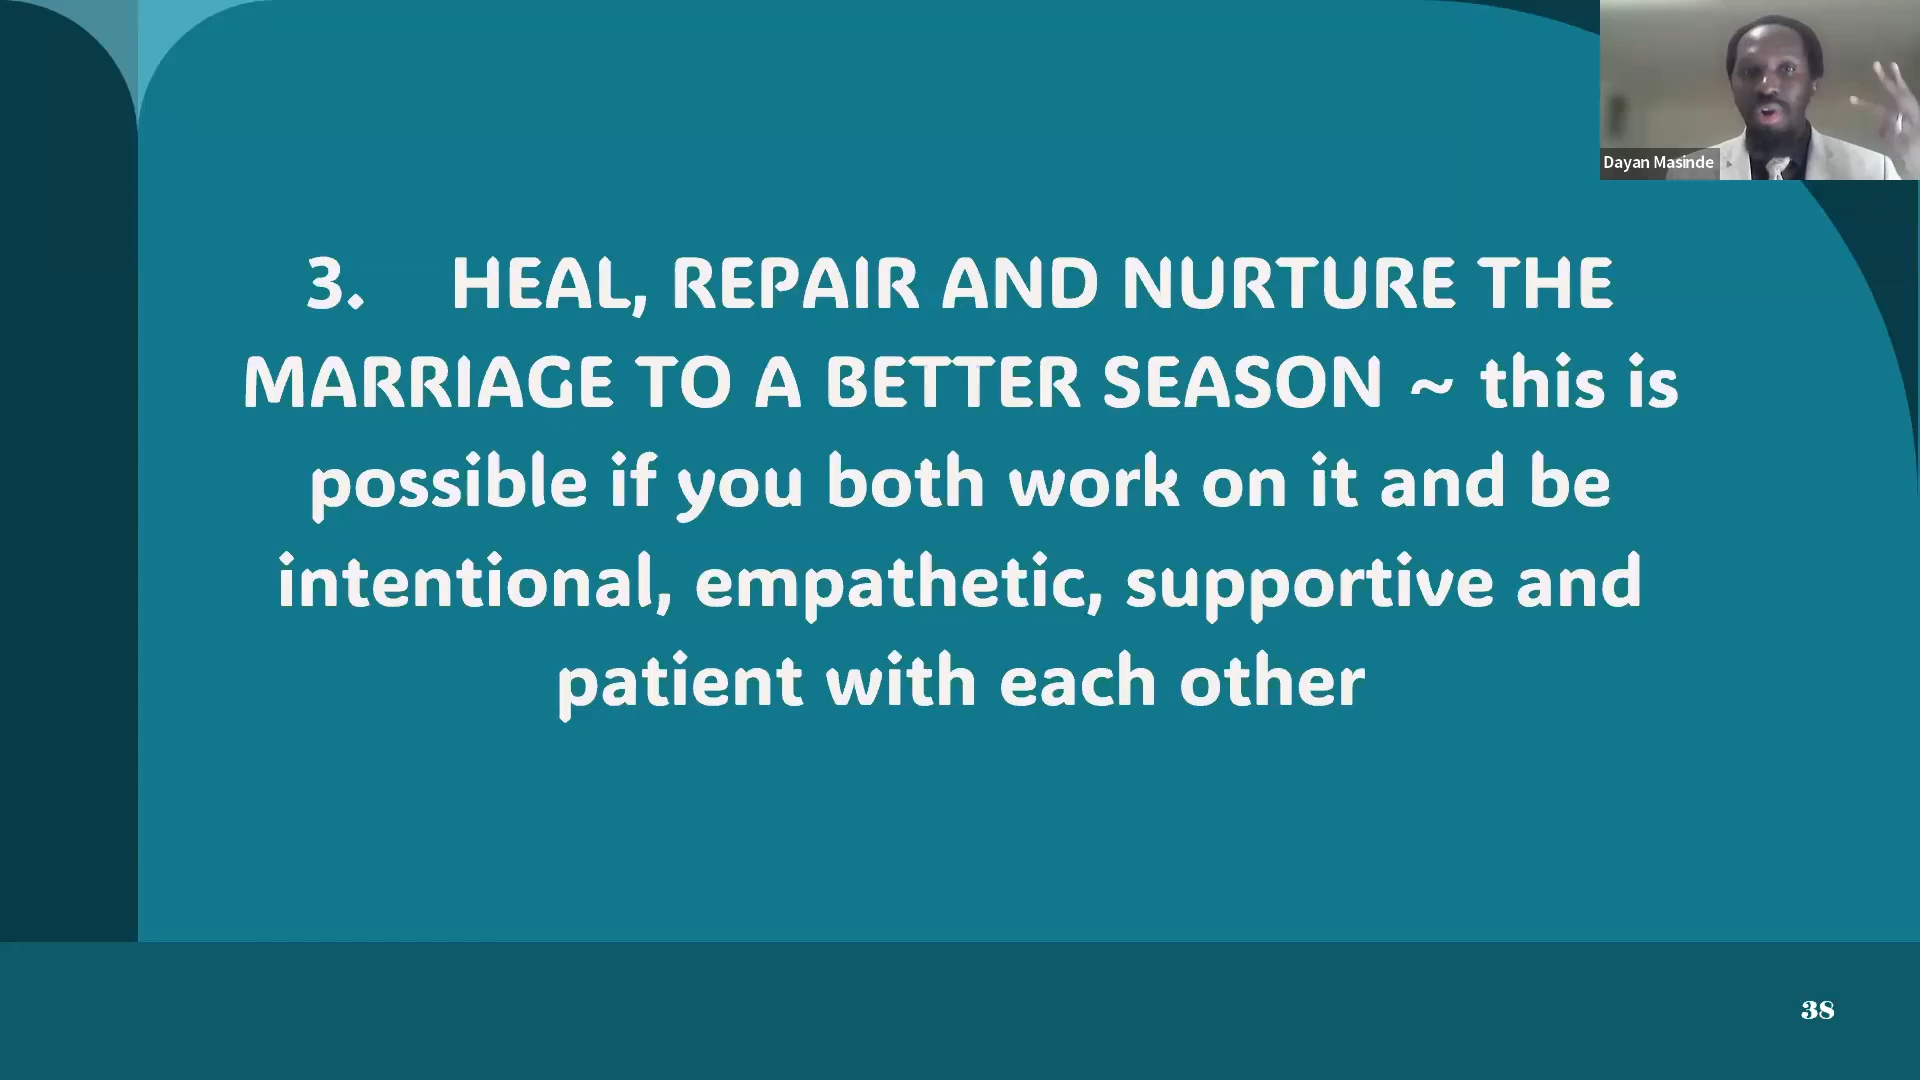 Dayan Masinde
3. HEAL, REPAIR AND NURTURE THE
MARRIAGE TO A BETTER SEASON ~ this is
possible if you both work on it and be
intentional, empathetic, supportive and
patient with each other
38